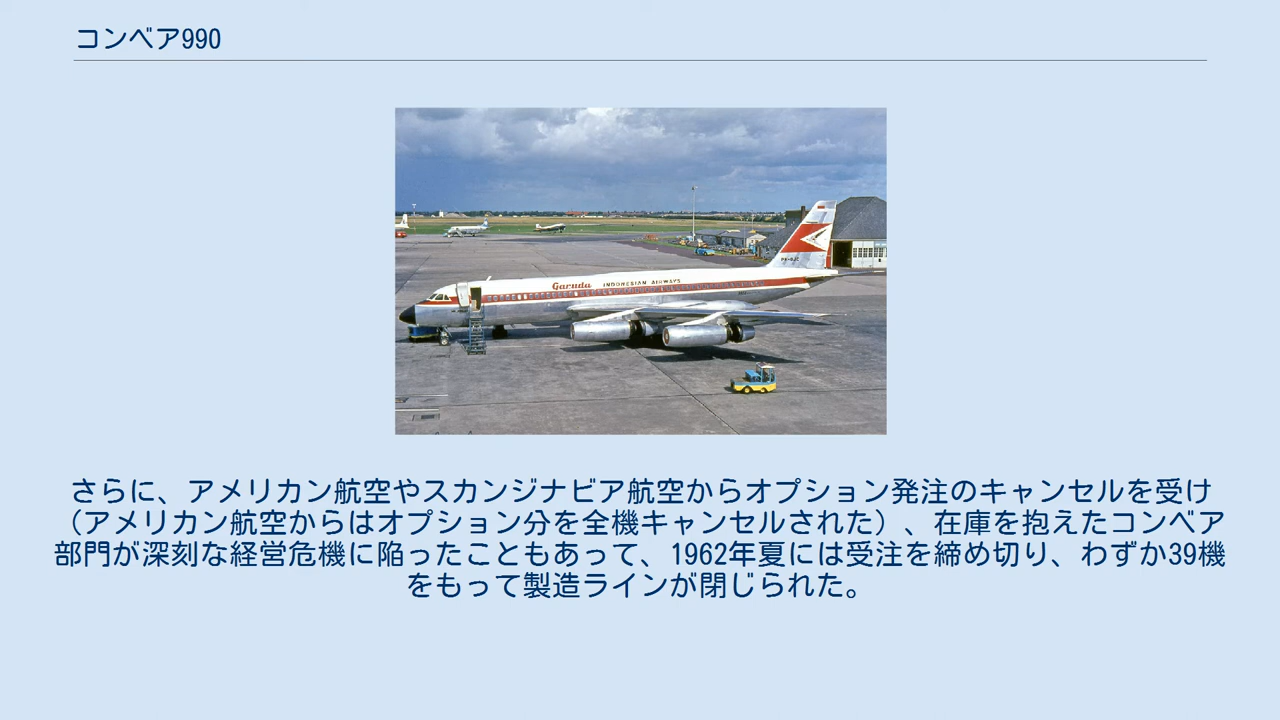 コンベア990
Garuda INDONESIAN AIRWAYS
さらに、アメリカン航空やスカンジナビア航空からオプション発注のキャンセルを受け
（アメリカン航空からはオプション分を全機キャンセルされた）、在庫を抱えたコンベア
部門が深刻な経営危機に陥ったこともあって、1962年夏には受注を締め切り、わずか39機
をもって製造ラインが閉じられた。